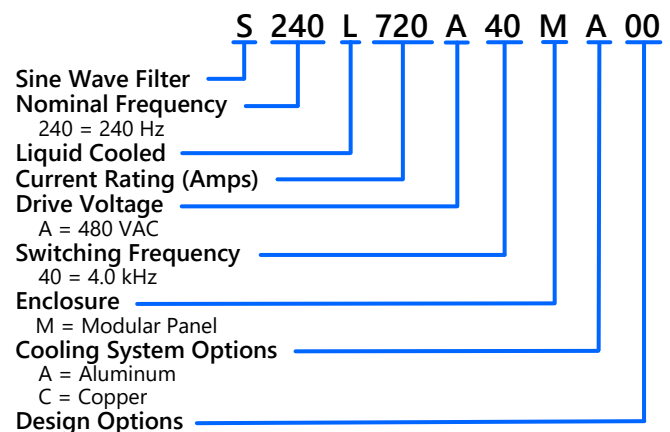 S 240 L 720 A 40 M A 00
Sine Wave Filter
Nominal Frequency
240 = 240 Hz
Liquid Cooled
Current Rating (Amps)
Drive Voltage
A = 480 VAC
Switching Frequency
40 = 4.0 kHz
Enclosure
M = Modular Panel
Cooling System Options
A = Aluminum
C = Copper
Design Options